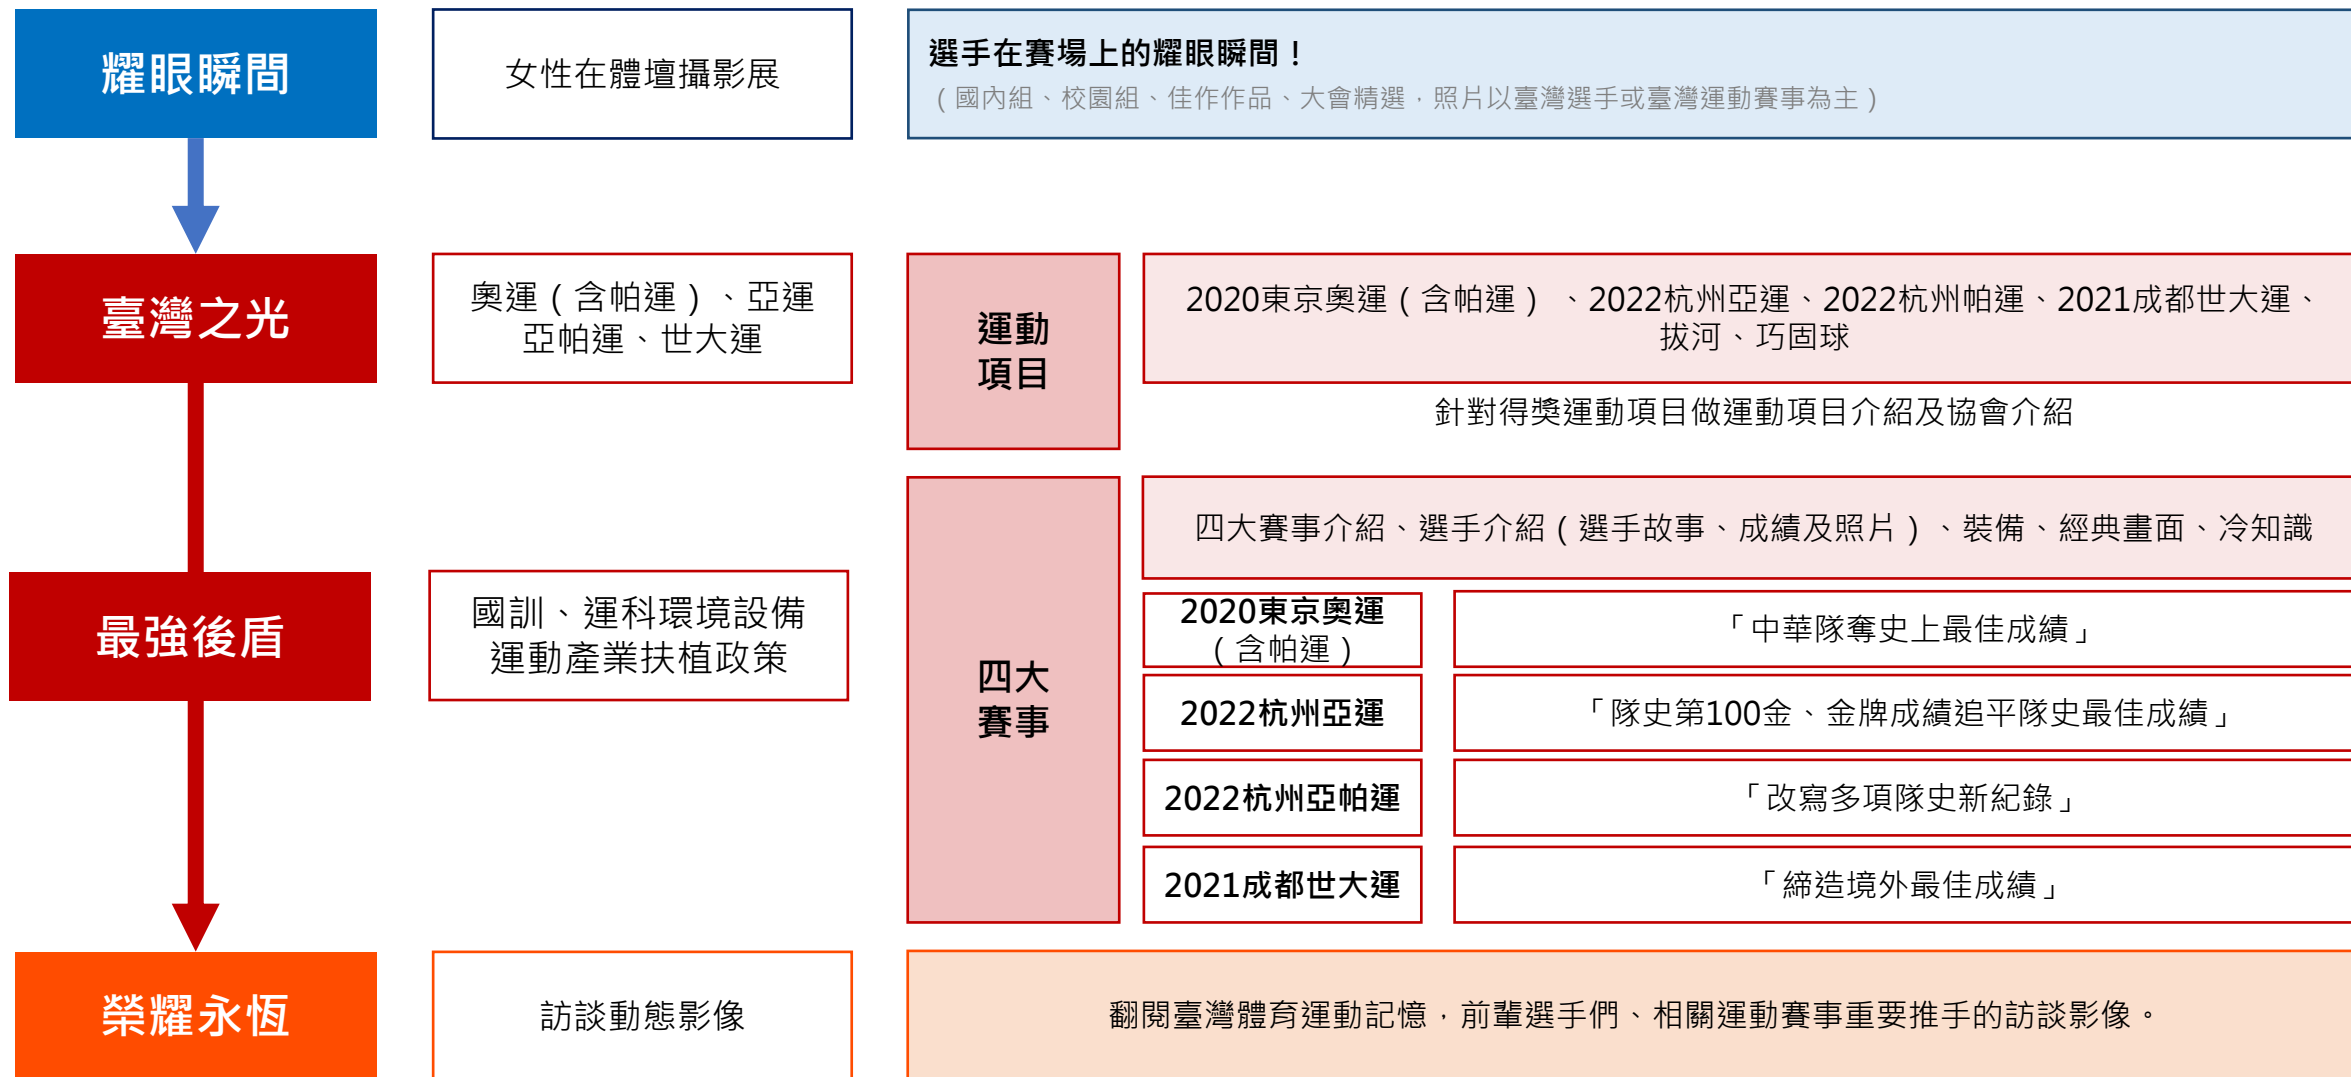 耀眼瞬間
女性在體壇攝影展
選手在賽場上的耀眼瞬間！
（國內組、校園組、佳作作品、大會精選，照片以臺灣選手或臺灣運動賽事為主）
臺灣之光
奧運（含帕運）、亞運
亞帕運、世大運
運動
項目
2020東京奧運（含帕運）、2022杭州亞運、2022杭州帕運、2021成都世大運、
拔河、巧固球
針對得獎運動項目做運動項目介紹及協會介紹
最強後盾
國訓、運科環境設備
運動產業扶植政策
四大
賽事
四大賽事介紹、選手介紹（選手故事、成績及照片）、裝備、經典畫面、冷知識
2020東京奧運
（含帕運）
「中華隊奪史上最佳成績」
2022杭州亞運
「隊史第100金、金牌成績追平隊史最佳成績」
2022杭州亞帕運
「改寫多項隊史新紀錄」
2021成都世大運
「締造境外最佳成績」
榮耀永恆
訪談動態影像
翻閱臺灣體育運動記憶，前輩選手們、相關運動賽事重要推手的訪談影像。